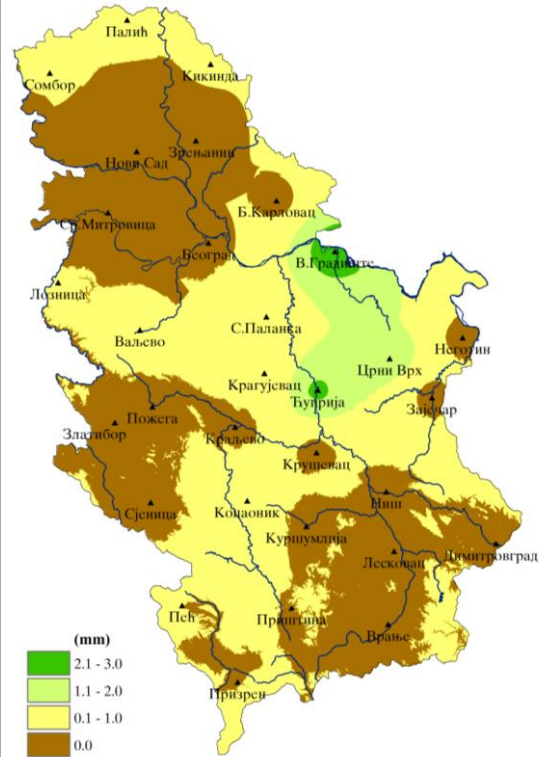 Палић
Кикинда
Сомбор
Зрењанин
Нови Сад
Б.Карловац
Ср.Митровица
Београд
В.Градиште
Лозница
С.Паланка
Ваљево
Неготин
Црни Врх
Крагујевац
Ћуприја
Зајечар
Пожега
Златибор
Краљево
Крушевац
Ниш
Копаоник
Сјеница
Куршумлија
Димитровград
Лесковац
Пећ
Приштина
Врање
Призрен
(mm)
2.1 - 3.0
1.1 - 2.0
0.1 - 1.0
0.0